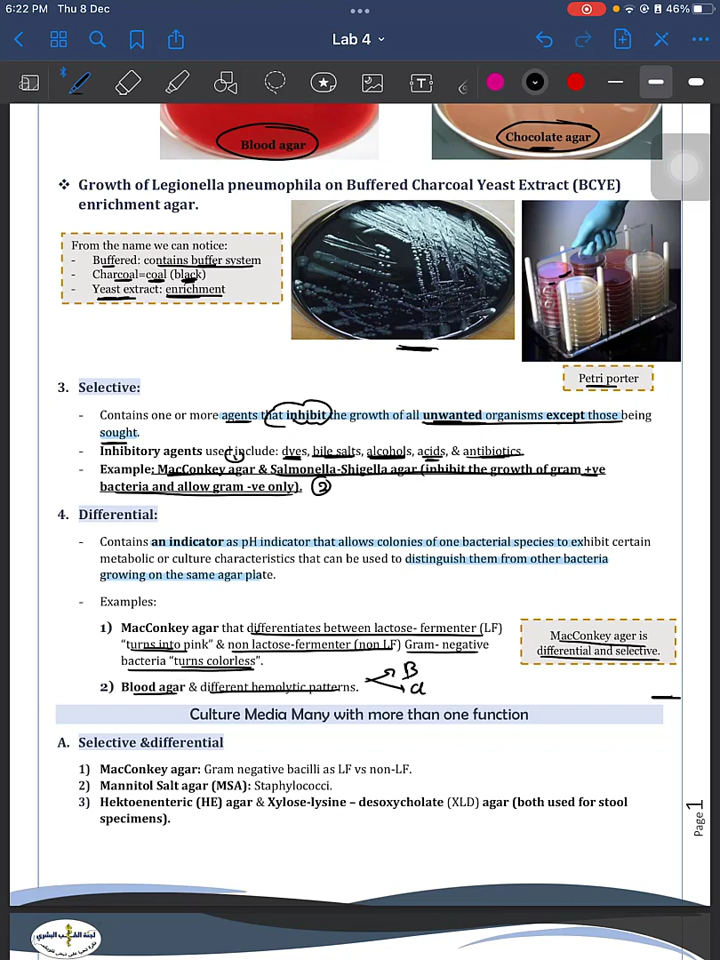 6:22 PM Thu 8 Dec
46%
Lab 4
Blood agar
Chocolate agar
❖ Growth of Legionella pneumophila on Buffered Charcoal Yeast Extract (BCYE)
enrichment agar.
From the name we can notice:
- Buffered: contains buffer system
- Charcoal=coal (black)
- Yeast extract: enrichment
Petri porter
3. Selective:
- Contains one or more agents that inhibit the growth of all unwanted organisms except those being
sought.
- Inhibitory agents used include: dyes, bile salts, alcohols, acids, & antibiotics.
1
- Example: MacConkey agar & Salmonella-Shigella agar (inhibit the growth of gram +ve
bacteria and allow gram -ve only). 2
4. Differential:
- Contains an indicator as pH indicator that allows colonies of one bacterial species to exhibit certain
metabolic or culture characteristics that can be used to distinguish them from other bacteria
growing on the same agar plate.
- Examples:
1) MacConkey agar that differentiates between lactose- fermenter (LF)
"turns into pink" & non lactose-fermenter (non LF) Gram- negative
bacteria "turns colorless".
MacConkey ager is
differential and selective.
2) Blood agar & different hemolytic patterns.
B
α
Culture Media Many with more than one function
A. Selective &differential
1) MacConkey agar: Gram negative bacilli as LF vs non-LF.
2) Mannitol Salt agar (MSA): Staphylococci.
3) Hektoenenteric (HE) agar & Xylose-lysine – desoxycholate (XLD) agar (both used for stool
specimens).
Page 1
لجنة الطب البشري